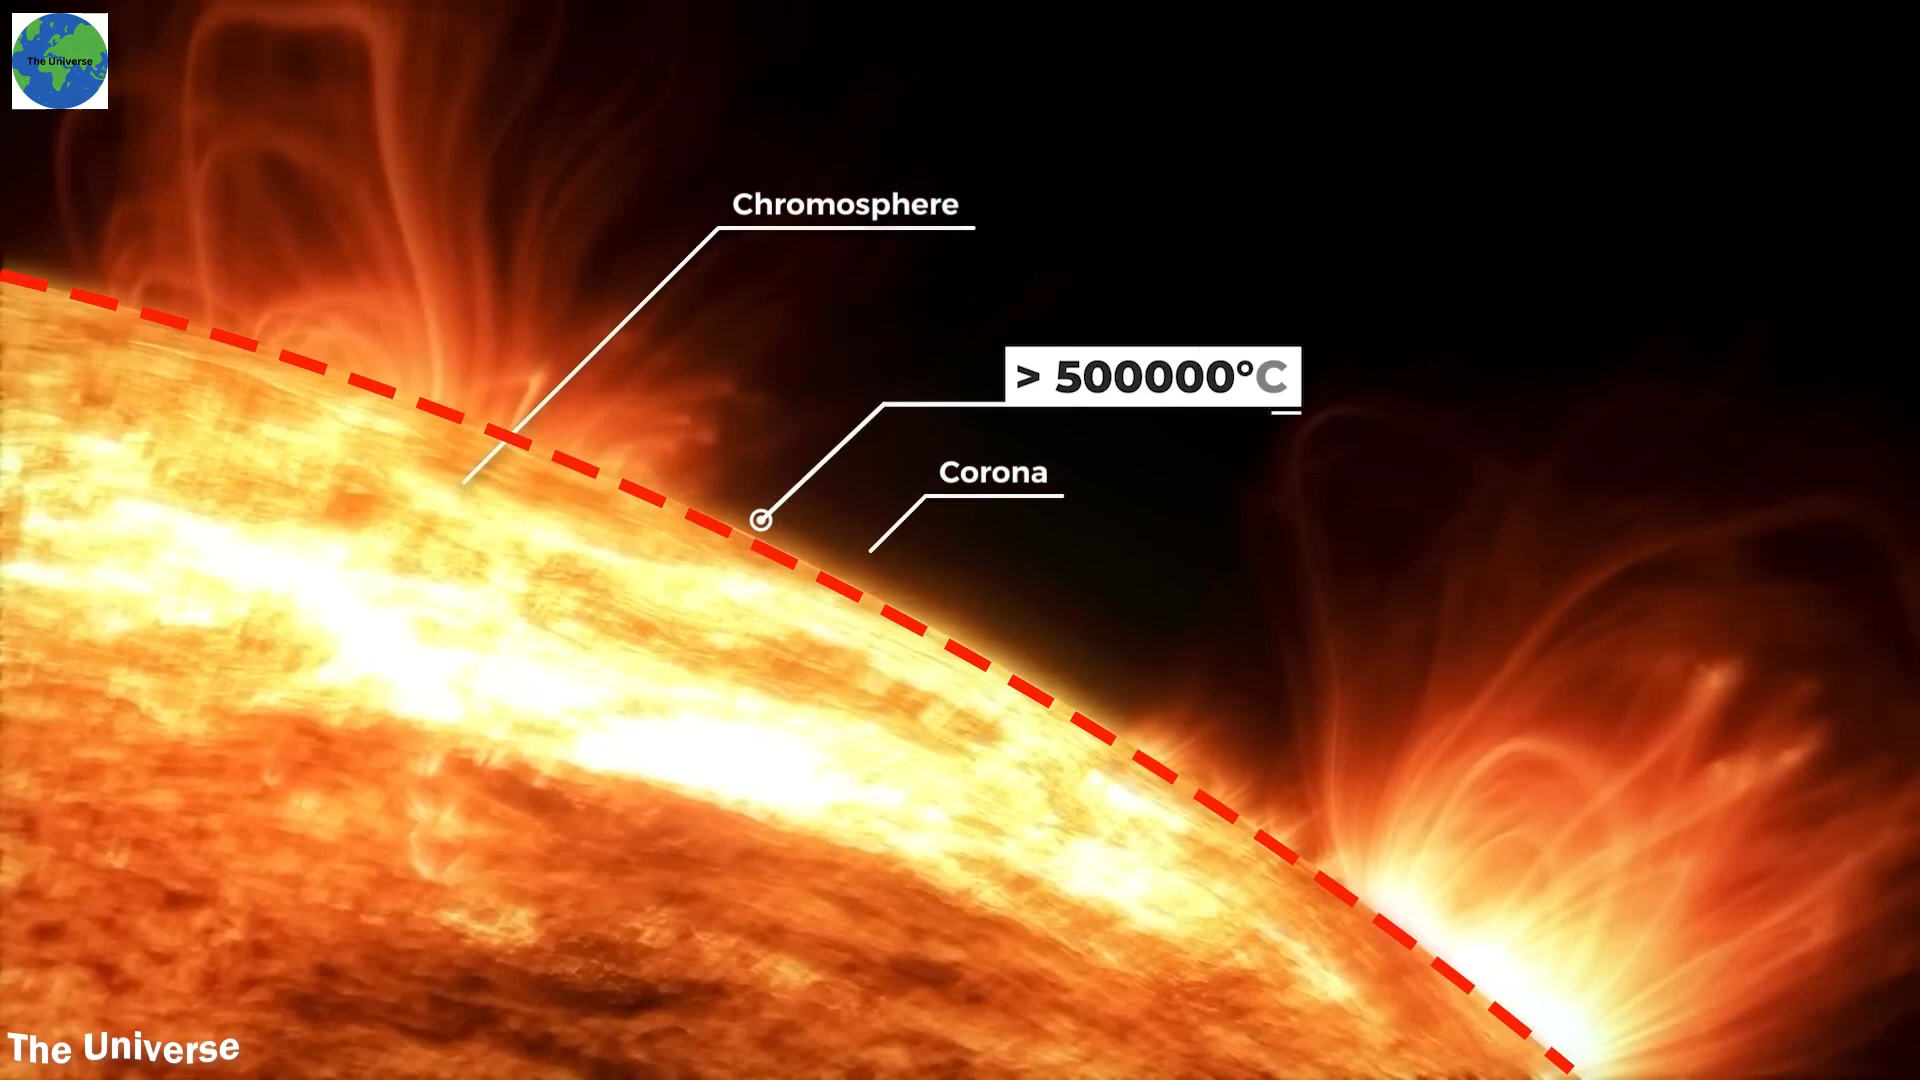 The Universe
Chromosphere
> 500000°C
Corona
The Universe